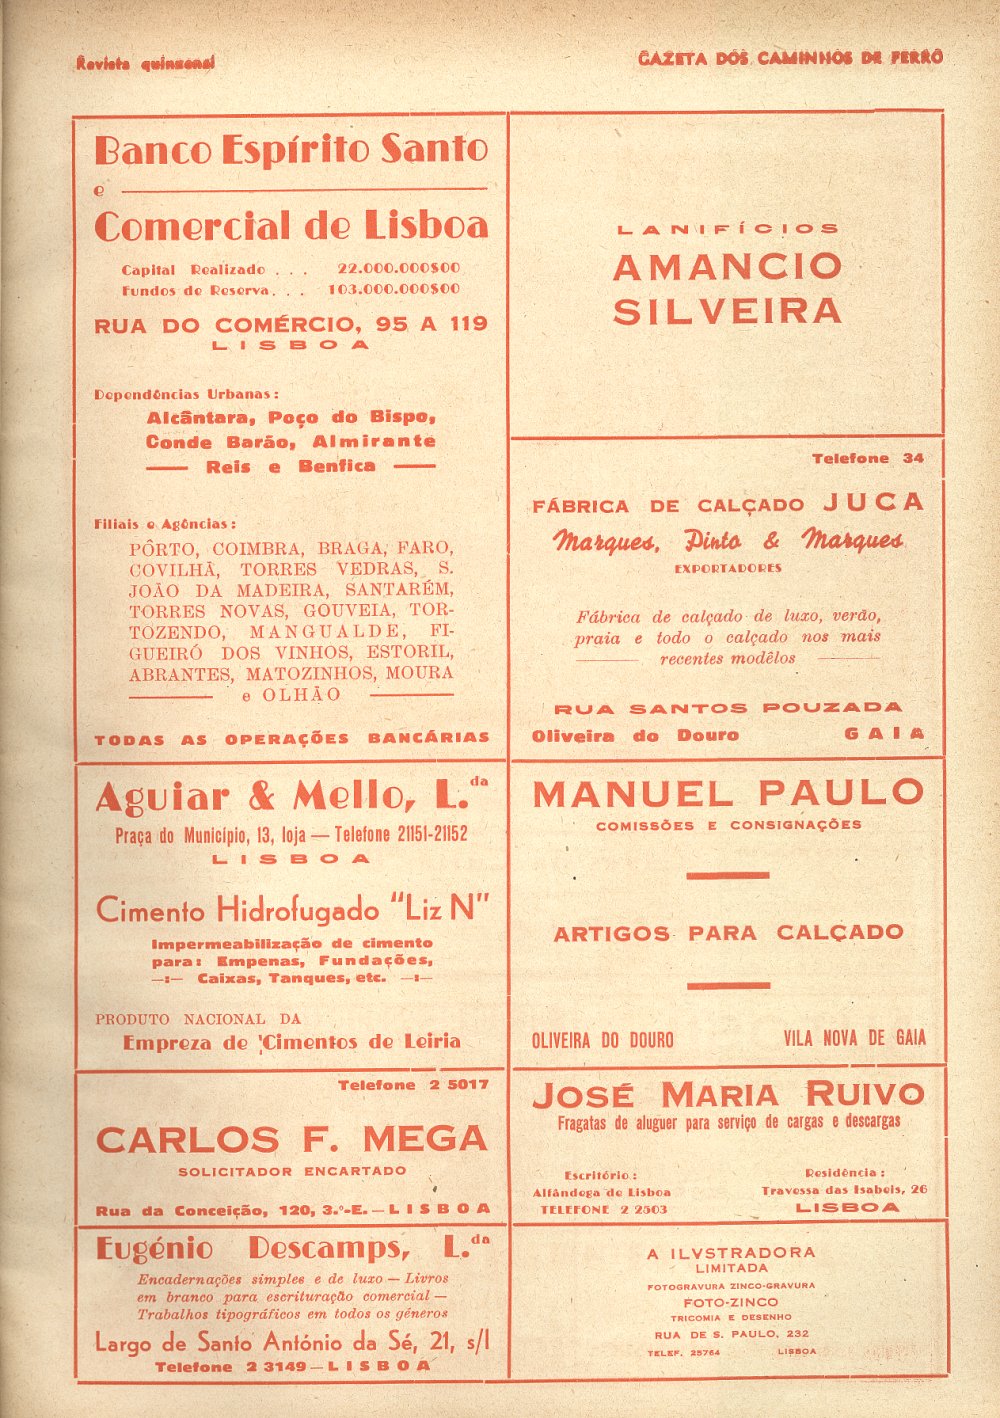 Revista quinzenal
GAZETA DOS CAMINHOS DE FERRO
Banco Espírito Santo
e
Comercial de Lisboa
Capital Realizado . . . 22.000.000$00
Fundos de Reserva. . . 103.000.000$00
RUA DO COMÉRCIO, 95 A 119
LISBOA
Dependências Urbanas:
Alcântara, Poço do Bispo,
Conde Barão, Almirante
Reis e Benfica
Filiais e Agências:
PÔRTO, COIMBRA, BRAGA, FARO,
COVILHÃ, TORRES VEDRAS, S.
JOÃO DA MADEIRA, SANTARÉM,
TORRES NOVAS, GOUVEIA, TOR-
TOZENDO, MANGUALDE, FI-
GUEIRÓ DOS VINHOS, ESTORIL,
ABRANTES, MATOZINHOS, MOURA
e OLHÃO
TODAS AS OPERAÇÕES BANCÁRIAS
LANIFÍCIOS
AMANCIO
SILVEIRA
Telefone 34
FÁBRICA DE CALÇADO JUCA
Marques, Pinto & Marques
EXPORTADORES
Fábrica de calçado de luxo, verão,
praia e todo o calçado nos mais
recentes modêlos
RUA SANTOS POUZADA
Oliveira do Douro GAIA
Aguiar & Mello, L.da
Praça do Município, 13, loja — Telefone 21151-21152
LISBOA
Cimento Hidrofugado "Liz N"
Impermeabilização de cimento
para: Empenas, Fundações,
—:— Caixas, Tanques, etc. —:—
PRODUTO NACIONAL DA
Empreza de Cimentos de Leiria
MANUEL PAULO
COMISSÕES E CONSIGNAÇÕES
ARTIGOS PARA CALÇADO
OLIVEIRA DO DOURO VILA NOVA DE GAIA
Telefone 2 5017
CARLOS F. MEGA
SOLICITADOR ENCARTADO
Rua da Conceição, 120, 3.º-E. — LISBOA
JOSÉ MARIA RUIVO
Fragatas de aluguer para serviço de cargas e descargas
Escritório:
Alfândega de Lisboa
TELEFONE 2 2503
Residência:
Travessa das Isabeis, 26
LISBOA
Eugénio Descamps, L.da
Encadernações simples e de luxo — Livros
em branco para escrituração comercial —
Trabalhos tipográficos em todos os géneros
Largo de Santo António da Sé, 21, s/l
Telefone 2 3149 — LISBOA
A ILVSTRADORA
LIMITADA
FOTOGRAVURA ZINCO-GRAVURA
FOTO-ZINCO
TRICOMIA E DESENHO
RUA DE S. PAULO, 232
TELEF. 25764 LISBOA